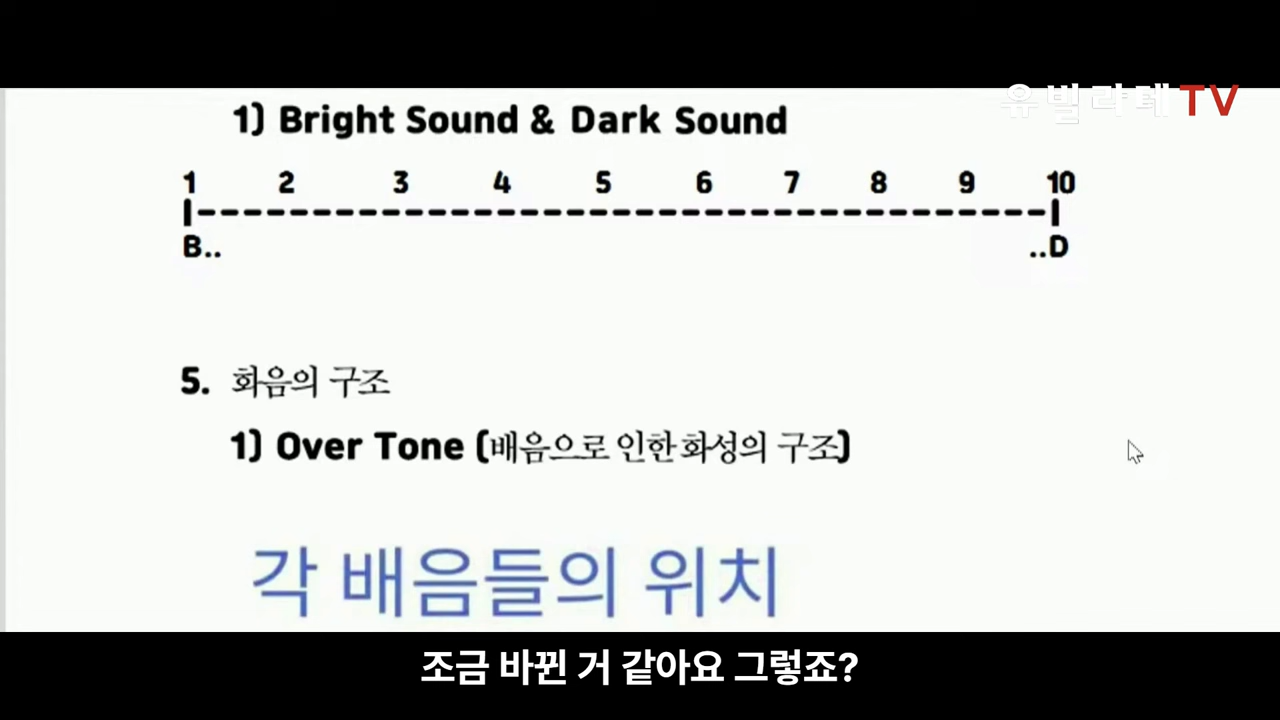 유빌라테TV
1) Bright Sound & Dark Sound
1 2 3 4 5 6 7 8 9 10
B.. ..D
5. 화음의 구조
1) Over Tone (배음으로 인한 화성의 구조)
각 배음들의 위치
조금 바뀐 거 같아요 그렇죠?